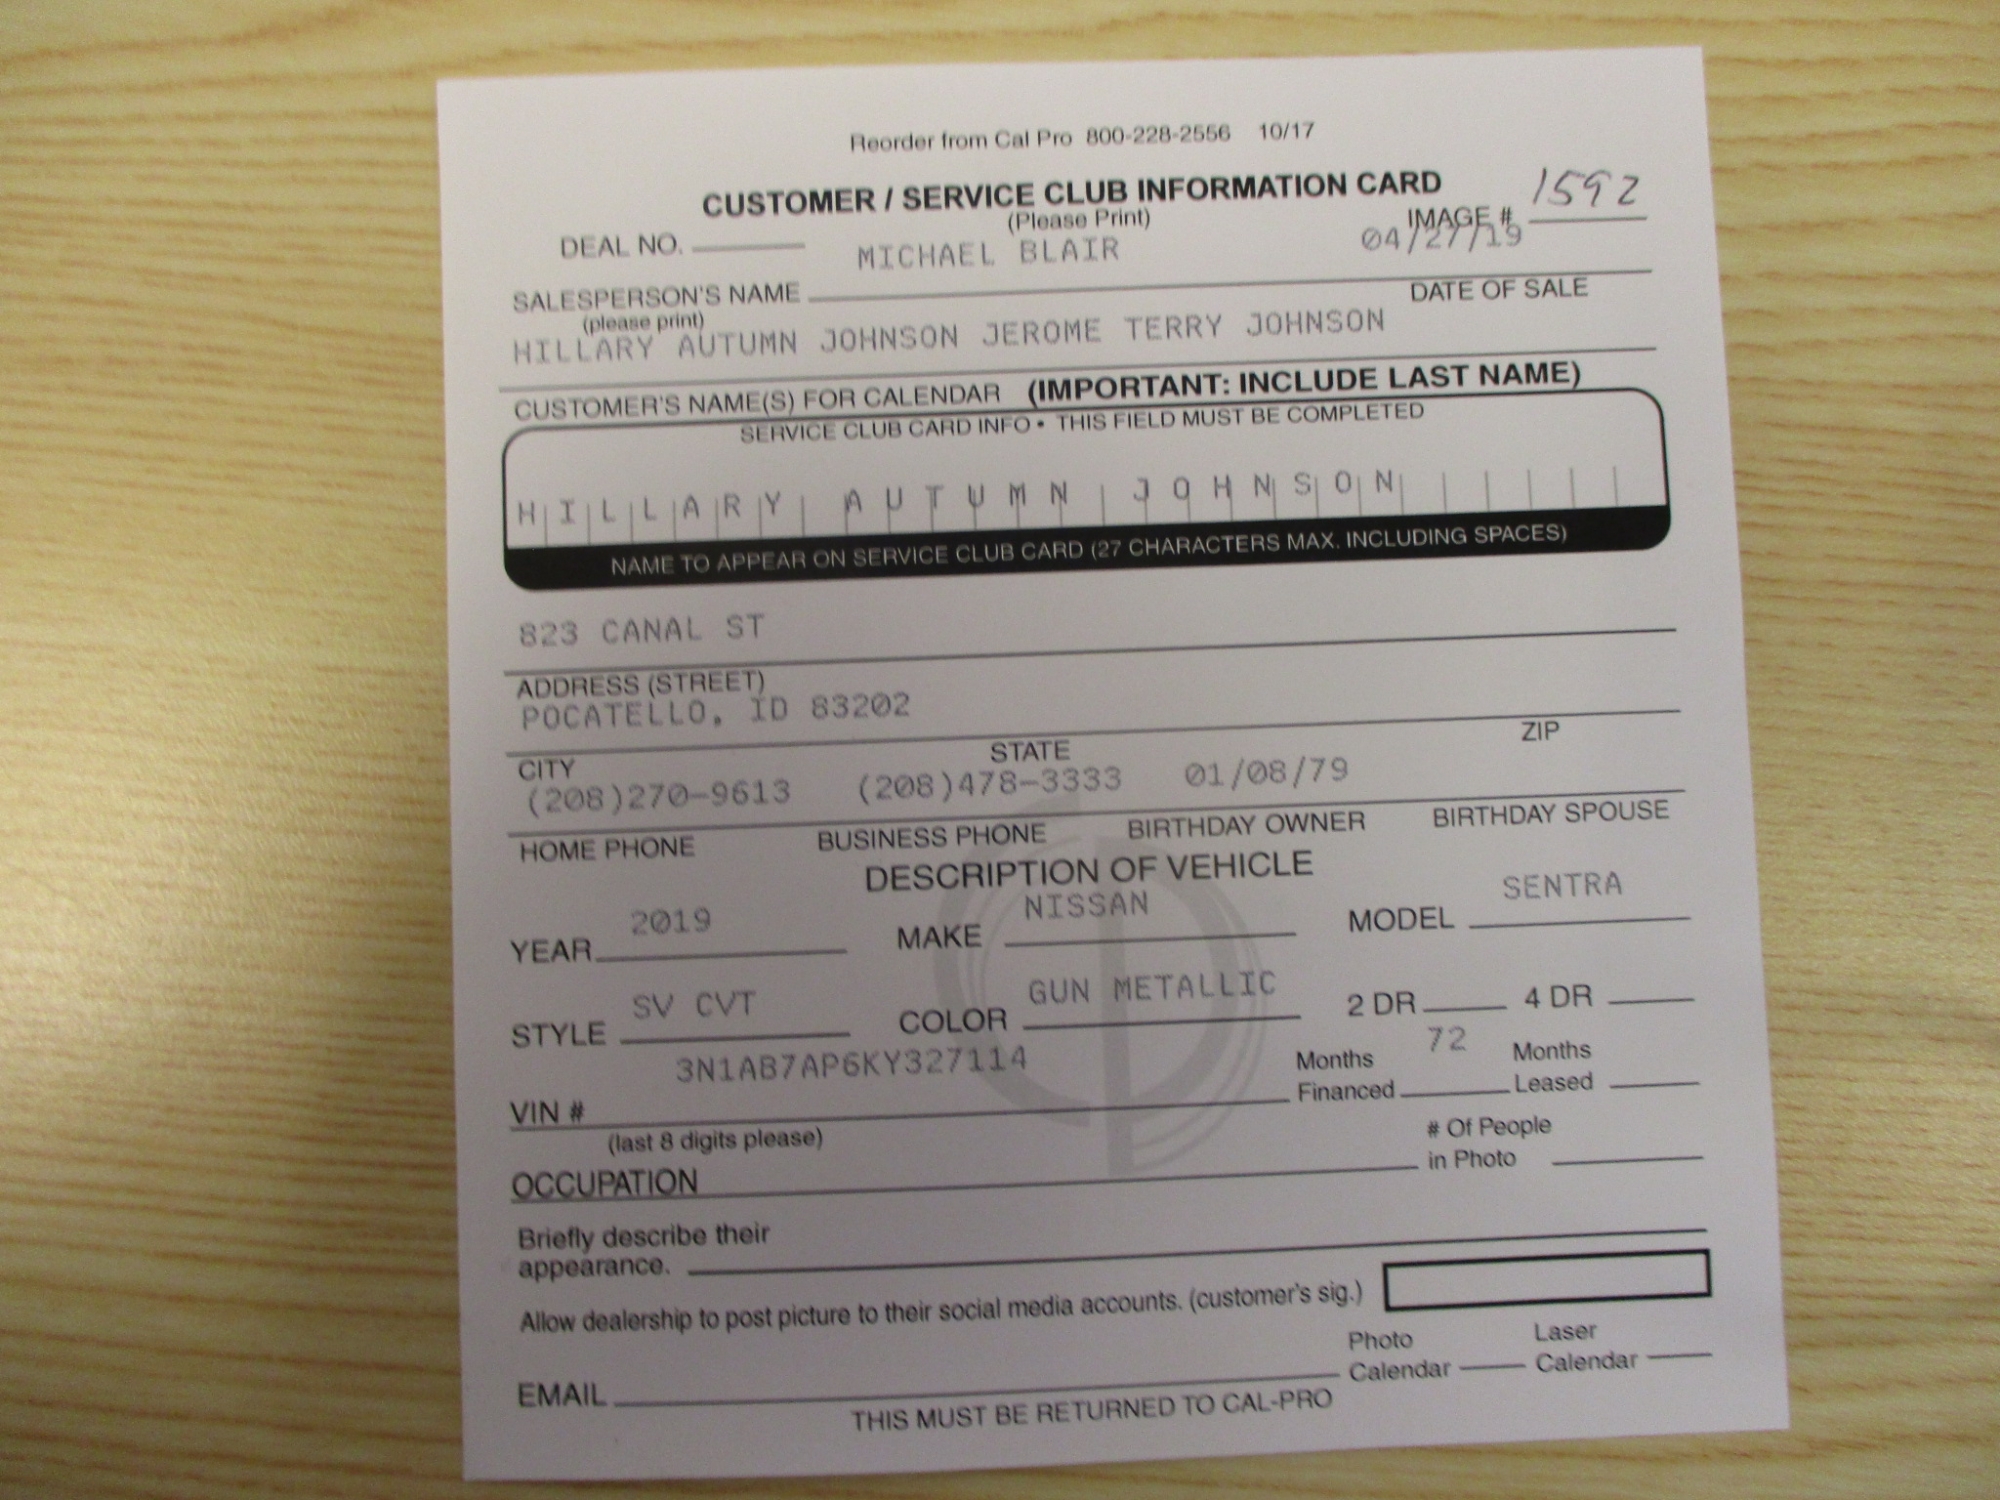 Reorder from Cal Pro 800-228-2556 10/17
CUSTOMER / SERVICE CLUB INFORMATION CARD
(Please Print)
IMAGE # 1592
DEAL NO.
MICHAEL BLAIR 04/27/19
SALESPERSON'S NAME DATE OF SALE
(please print)
HILLARY AUTUMN JOHNSON JEROME TERRY JOHNSON
CUSTOMER'S NAME(S) FOR CALENDAR (IMPORTANT: INCLUDE LAST NAME)
SERVICE CLUB CARD INFO • THIS FIELD MUST BE COMPLETED
HILLARY AUTUMN JOHNSON
NAME TO APPEAR ON SERVICE CLUB CARD (27 CHARACTERS MAX. INCLUDING SPACES)
823 CANAL ST
ADDRESS (STREET)
POCATELLO, ID 83202
CITY STATE ZIP
(208)270-9613 (208)478-3333 01/08/79
HOME PHONE BUSINESS PHONE BIRTHDAY OWNER BIRTHDAY SPOUSE
DESCRIPTION OF VEHICLE
YEAR 2019 MAKE NISSAN MODEL SENTRA
STYLE SV CVT COLOR GUN METALLIC 2 DR 4 DR
VIN # 3N1AB7AP6KY327114 Months Financed 72 Months Leased
(last 8 digits please)
OCCUPATION # Of People in Photo
Briefly describe their
appearance.
Allow dealership to post picture to their social media accounts. (customer's sig.)
EMAIL Photo Calendar Laser Calendar
THIS MUST BE RETURNED TO CAL-PRO